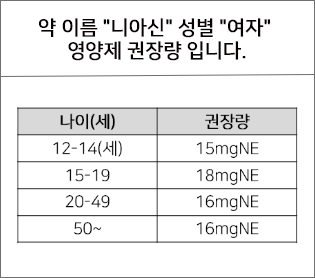 약 이름 "니아신" 성별 "여자"
영양제 권장량 입니다.
나이(세) 권장량
12-14(세) 15mgNE
15-19 18mgNE
20-49 16mgNE
50~ 16mgNE